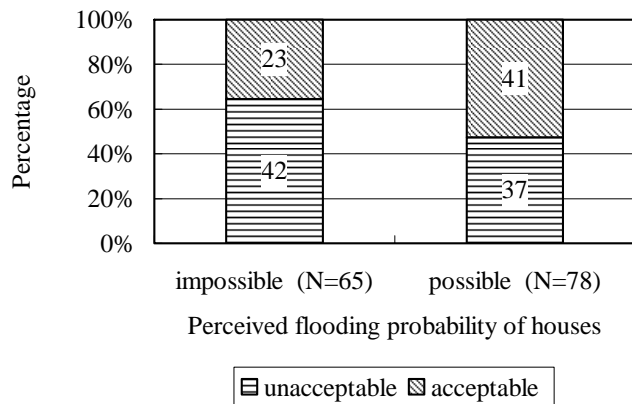 Percentage
100%
80%
60%
40%
20%
0%
23
42
41
37
impossible (N=65)
possible (N=78)
Perceived flooding probability of houses
unacceptable acceptable